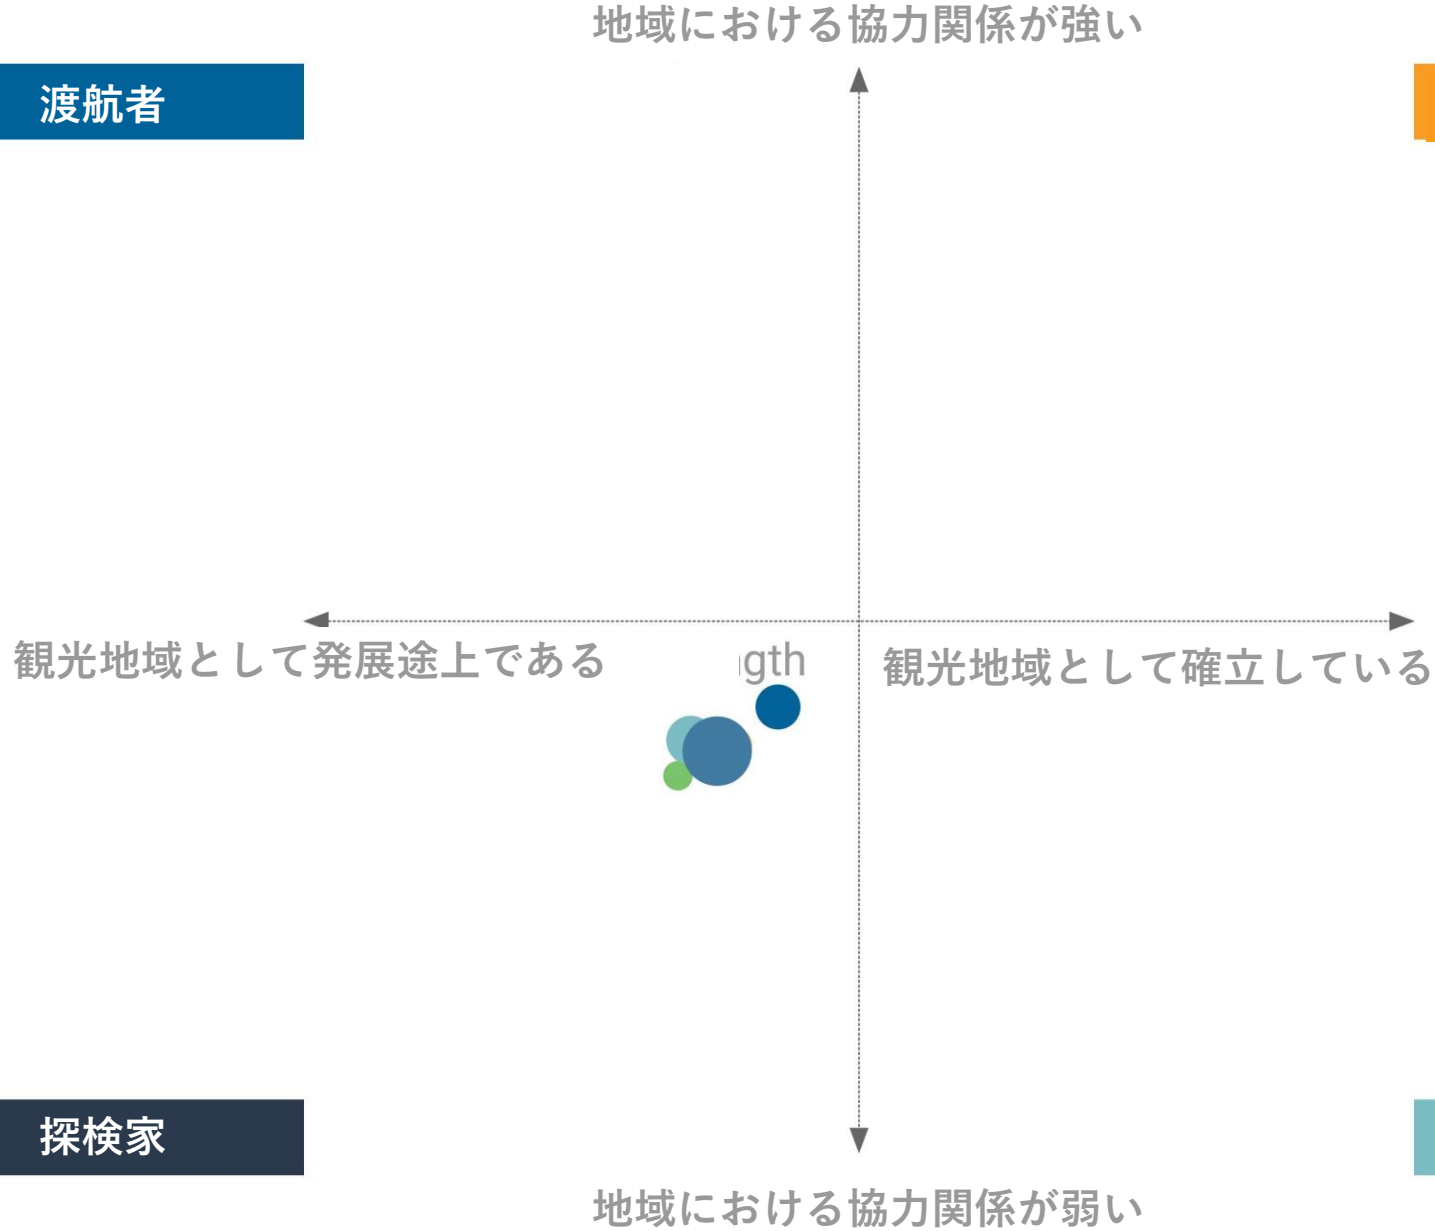 地域における協力関係が強い
渡航者
観光地域として発展途上である
gth
観光地域として確立している
探検家
地域における協力関係が弱い